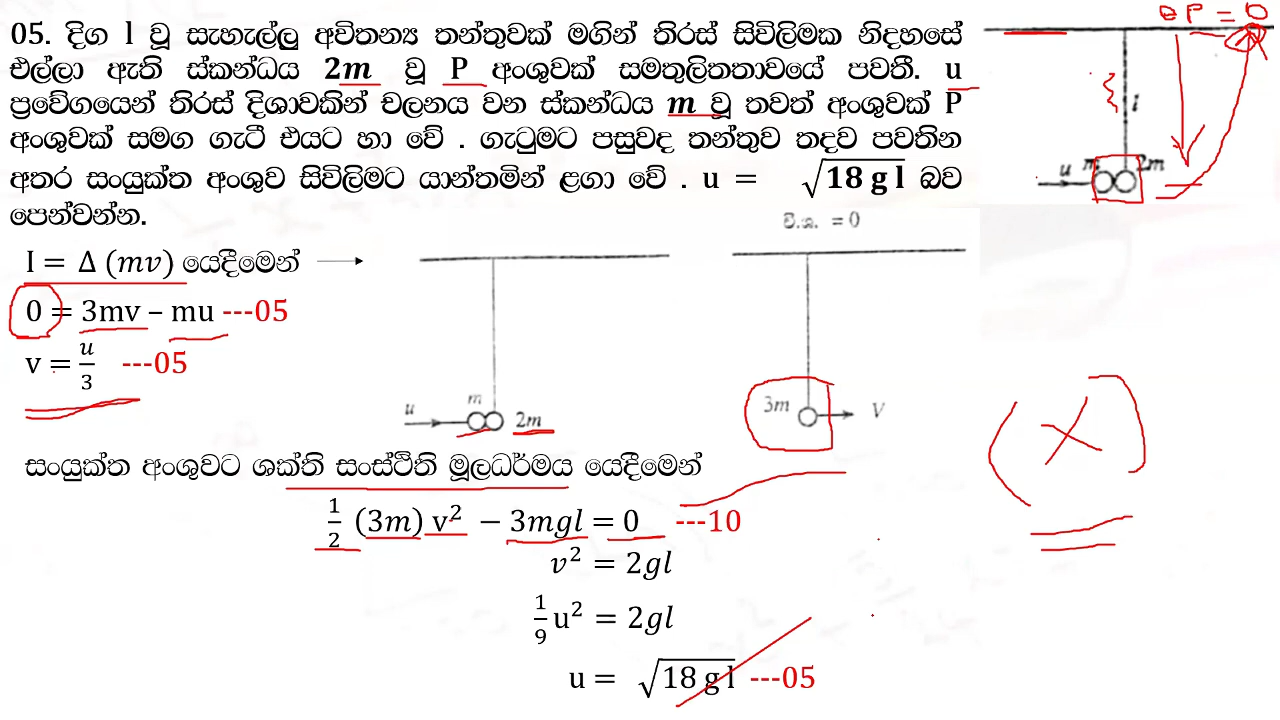 05. දිග l වූ සැහැල්ලු අවිතන්‍ය තන්තුවක් මගින් තිරස් සිවිලිමක නිදහසේ
එල්ලා ඇති ස්කන්ධය 2m වූ P අංශුවක් සමතුලිතතාවයේ පවතී. u
ප්‍රවේගයෙන් තිරස් දිශාවකින් චලනය වන ස්කන්ධය m වූ තවත් අංශුවක් P
අංශුවක් සමග ගැටී එයට හා වේ . ගැටුමට පසුවද තන්තුව තදව පවතින
අතර සංයුක්ත අංශුව සිවිලිමට යාන්තමින් ළගා වේ . u = √18 g l බව
පෙන්වන්න.
e P = 0
l
u m 2m
වි.ශ. = 0
I = Δ (mv) යෙදීමෙන්
0 = 3mv – mu ---05
v = u/3 ---05
u m 2m
3m V
සංයුක්ත අංශුවට ශක්ති සංස්ථිති මූලධර්මය යෙදීමෙන්
1/2 (3m) v² − 3mgl = 0 ---10
v² = 2gl
1/9 u² = 2gl
u = √18 g l ---05